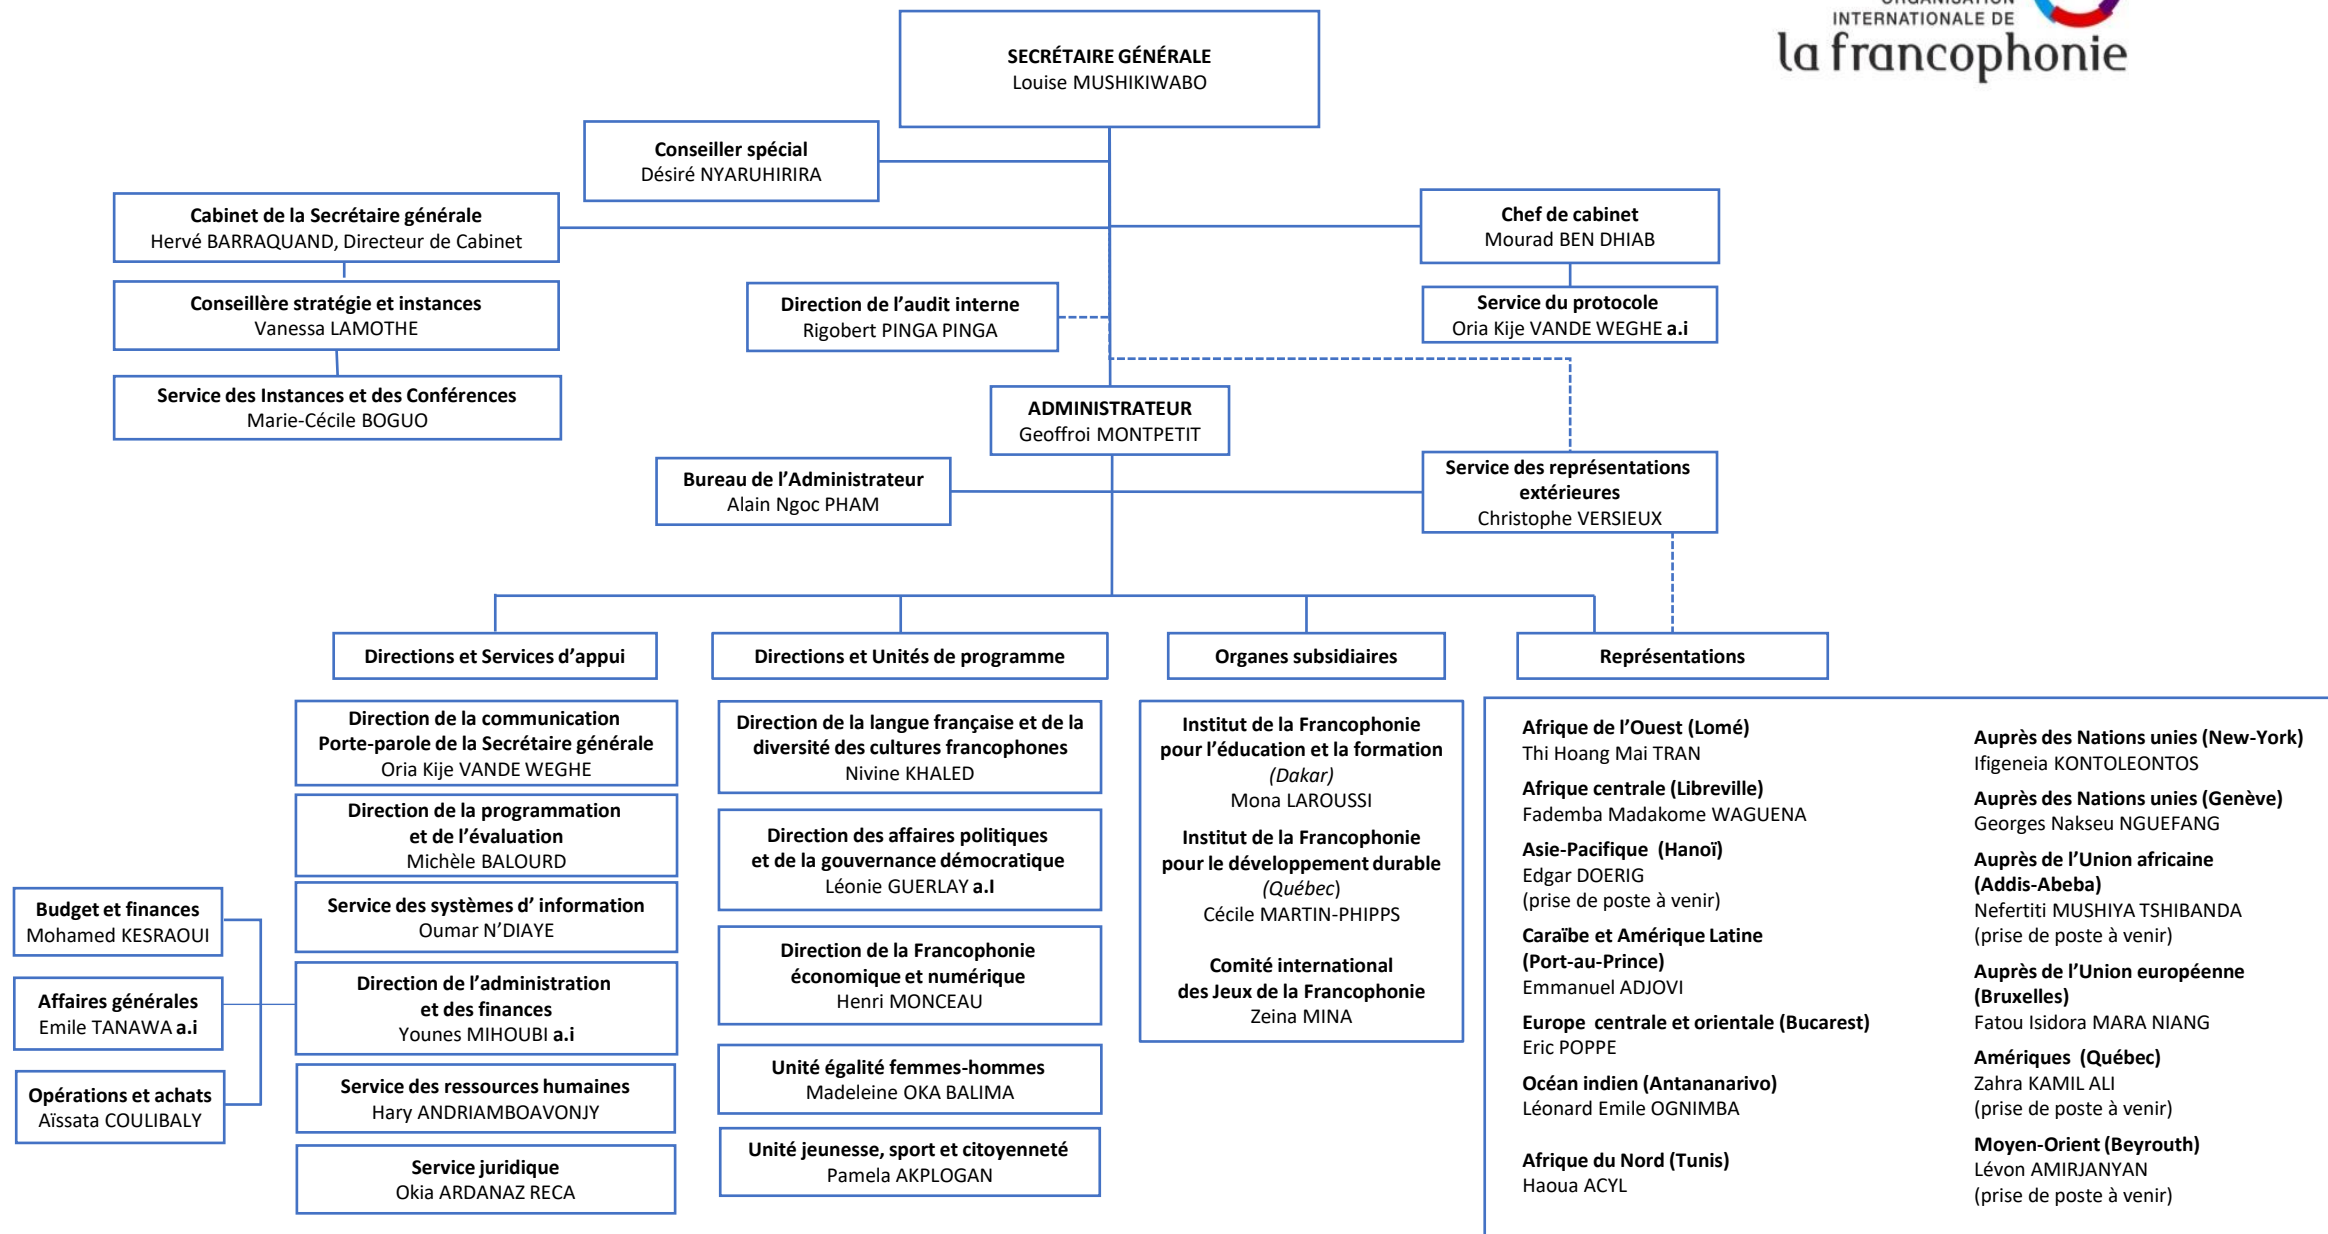 ORGANISATION
INTERNATIONALE DE
la francophonie
SECRÉTAIRE GÉNÉRALE
Louise MUSHIKIWABO
Conseiller spécial
Désiré NYARUHIRIRA
Cabinet de la Secrétaire générale
Hervé BARRAQUAND, Directeur de Cabinet
Chef de cabinet
Mourad BEN DHIAB
Conseillère stratégie et instances
Vanessa LAMOTHE
Direction de l’audit interne
Rigobert PINGA PINGA
Service du protocole
Oria Kije VANDE WEGHE a.i
Service des Instances et des Conférences
Marie-Cécile BOGUO
ADMINISTRATEUR
Geoffroi MONTPETIT
Bureau de l’Administrateur
Alain Ngoc PHAM
Service des représentations
extérieures
Christophe VERSIEUX
Directions et Services d’appui
Directions et Unités de programme
Organes subsidiaires
Représentations
Direction de la communication
Porte-parole de la Secrétaire générale
Oria Kije VANDE WEGHE
Direction de la programmation
et de l’évaluation
Michèle BALOURD
Service des systèmes d’ information
Oumar N’DIAYE
Direction de l’administration
et des finances
Younes MIHOUBI a.i
Service des ressources humaines
Hary ANDRIAMBOAVONJY
Service juridique
Okia ARDANAZ RECA
Budget et finances
Mohamed KESRAOUI
Affaires générales
Emile TANAWA a.i
Opérations et achats
Aïssata COULIBALY
Direction de la langue française et de la
diversité des cultures francophones
Nivine KHALED
Direction des affaires politiques
et de la gouvernance démocratique
Léonie GUERLAY a.I
Direction de la Francophonie
économique et numérique
Henri MONCEAU
Unité égalité femmes-hommes
Madeleine OKA BALIMA
Unité jeunesse, sport et citoyenneté
Pamela AKPLOGAN
Institut de la Francophonie
pour l’éducation et la formation
(Dakar)
Mona LAROUSSI
Institut de la Francophonie
pour le développement durable
(Québec)
Cécile MARTIN-PHIPPS
Comité international
des Jeux de la Francophonie
Zeina MINA
Afrique de l’Ouest (Lomé)
Thi Hoang Mai TRAN
Afrique centrale (Libreville)
Fademba Madakome WAGUENA
Asie-Pacifique (Hanoï)
Edgar DOERIG
(prise de poste à venir)
Caraïbe et Amérique Latine
(Port-au-Prince)
Emmanuel ADJOVI
Europe centrale et orientale (Bucarest)
Eric POPPE
Océan indien (Antananarivo)
Léonard Emile OGNIMBA
Afrique du Nord (Tunis)
Haoua ACYL
Auprès des Nations unies (New-York)
Ifigeneia KONTOLEONTOS
Auprès des Nations unies (Genève)
Georges Nakseu NGUEFANG
Auprès de l’Union africaine
(Addis-Abeba)
Nefertiti MUSHIYA TSHIBANDA
(prise de poste à venir)
Auprès de l’Union européenne
(Bruxelles)
Fatou Isidora MARA NIANG
Amériques (Québec)
Zahra KAMIL ALI
(prise de poste à venir)
Moyen-Orient (Beyrouth)
Lévon AMIRJANYAN
(prise de poste à venir)